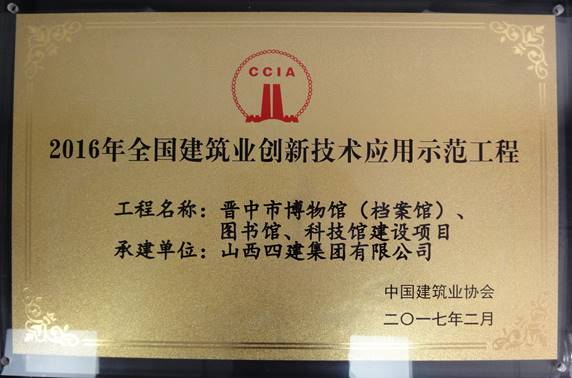 CCIA
2016年全国建筑业创新技术应用示范工程
工程名称：晋中市博物馆（档案馆）、
图书馆、科技馆建设项目
承建单位：山西四建集团有限公司
中国建筑业协会
二〇一七年二月